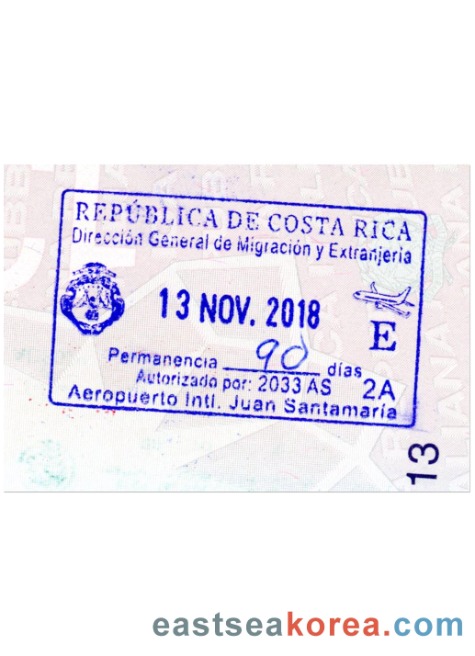 REPÚBLICA DE COSTA RICA
Dirección General de Migración y Extranjeria
13 NOV. 2018
E
Permanencia 90 días
Autorizado por: 2033 AS 2A
Aeropuerto Intl. Juan Santamaría
13
eastseakorea.com